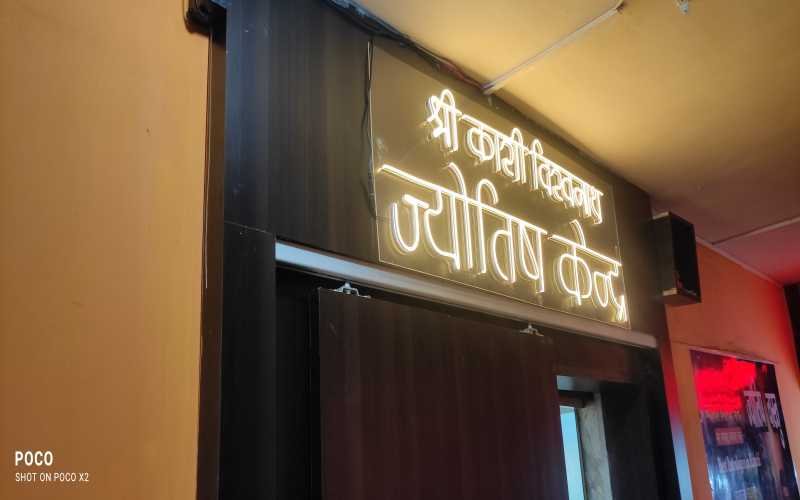 श्री काशी विश्वनाथ
ज्योतिष केन्द्र
POCO
SHOT ON POCO X2